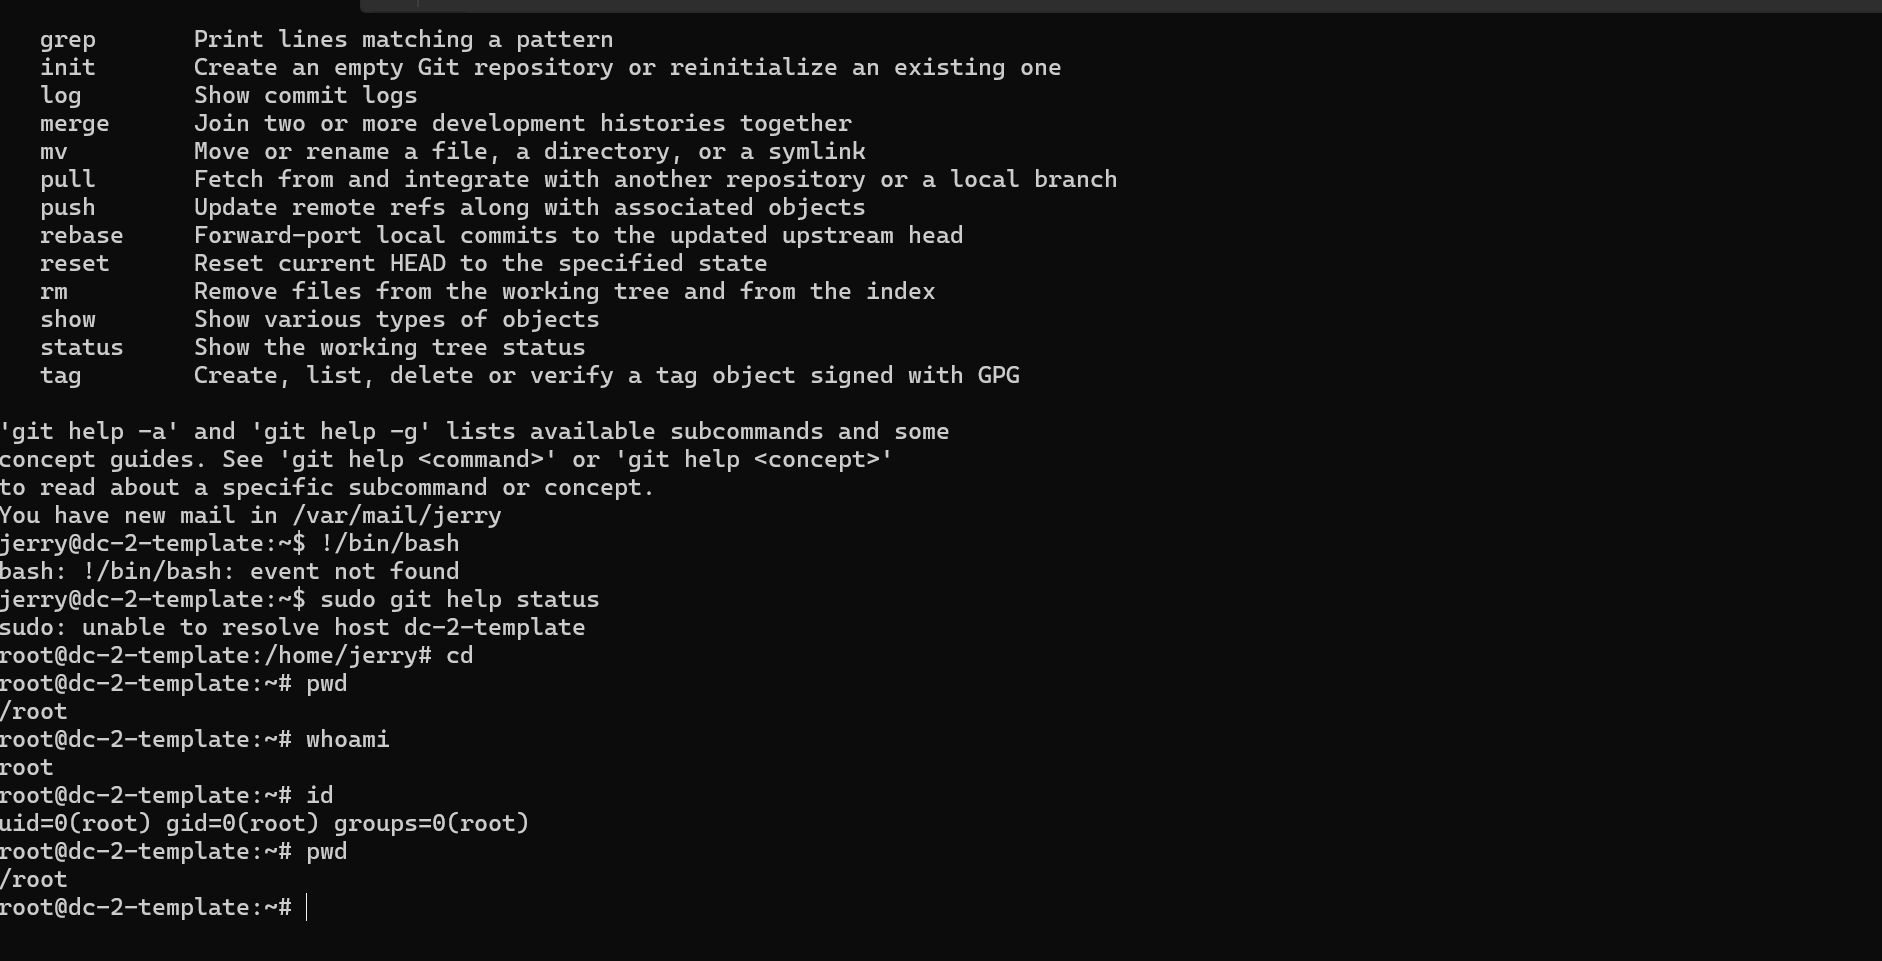 grep       Print lines matching a pattern
init       Create an empty Git repository or reinitialize an existing one
log        Show commit logs
merge      Join two or more development histories together
mv         Move or rename a file, a directory, or a symlink
pull       Fetch from and integrate with another repository or a local branch
push       Update remote refs along with associated objects
rebase     Forward-port local commits to the updated upstream head
reset      Reset current HEAD to the specified state
rm         Remove files from the working tree and from the index
show       Show various types of objects
status     Show the working tree status
tag        Create, list, delete or verify a tag object signed with GPG
'git help -a' and 'git help -g' lists available subcommands and some
concept guides. See 'git help <command>' or 'git help <concept>'
to read about a specific subcommand or concept.
You have new mail in /var/mail/jerry
jerry@dc-2-template:~$ !/bin/bash
bash: !/bin/bash: event not found
jerry@dc-2-template:~$ sudo git help status
sudo: unable to resolve host dc-2-template
root@dc-2-template:/home/jerry# cd
root@dc-2-template:~# pwd
/root
root@dc-2-template:~# whoami
root
root@dc-2-template:~# id
uid=0(root) gid=0(root) groups=0(root)
root@dc-2-template:~# pwd
/root
root@dc-2-template:~#